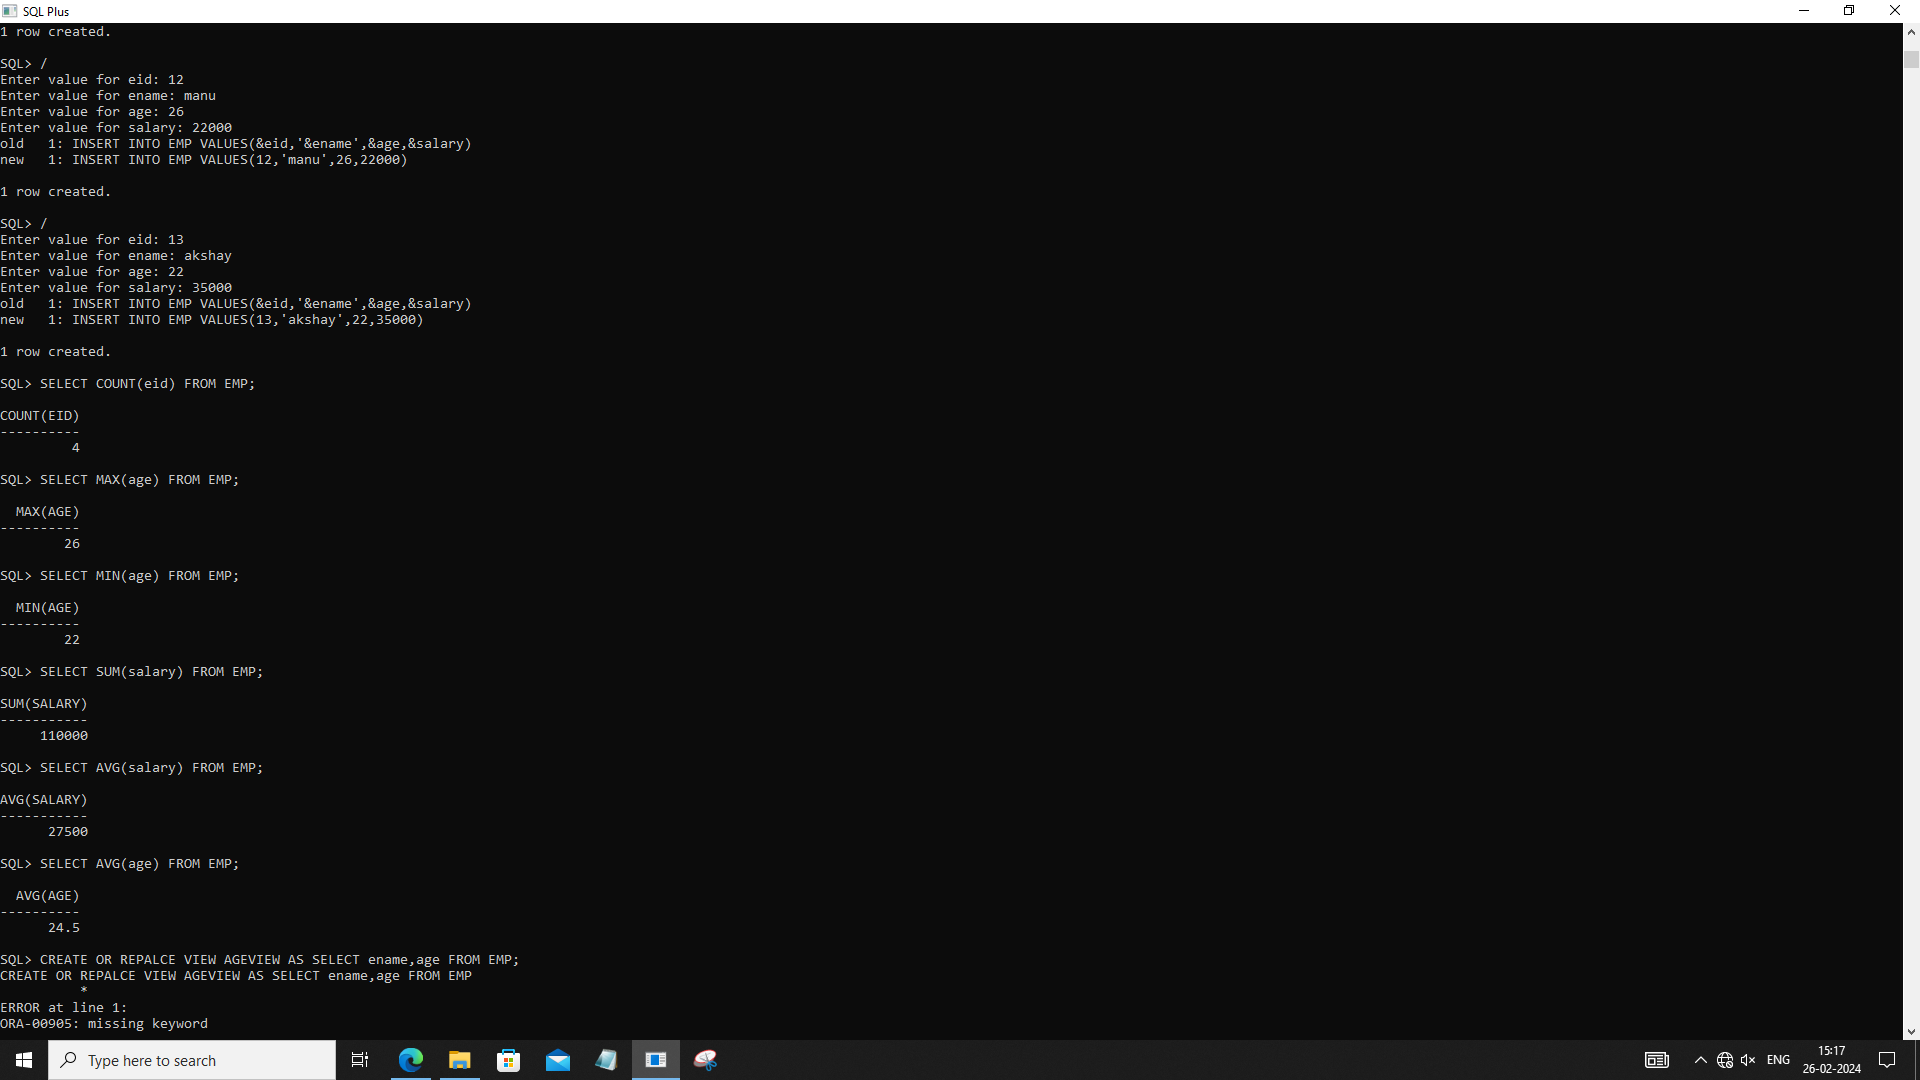 SQL Plus
1 row created.
SQL> /
Enter value for eid: 12
Enter value for ename: manu
Enter value for age: 26
Enter value for salary: 22000
old   1: INSERT INTO EMP VALUES(&eid,'&ename',&age,&salary)
new   1: INSERT INTO EMP VALUES(12,'manu',26,22000)
1 row created.
SQL> /
Enter value for eid: 13
Enter value for ename: akshay
Enter value for age: 22
Enter value for salary: 35000
old   1: INSERT INTO EMP VALUES(&eid,'&ename',&age,&salary)
new   1: INSERT INTO EMP VALUES(13,'akshay',22,35000)
1 row created.
SQL> SELECT COUNT(eid) FROM EMP;
COUNT(EID)
----------
         4
SQL> SELECT MAX(age) FROM EMP;
  MAX(AGE)
----------
        26
SQL> SELECT MIN(age) FROM EMP;
  MIN(AGE)
----------
        22
SQL> SELECT SUM(salary) FROM EMP;
SUM(SALARY)
-----------
     110000
SQL> SELECT AVG(salary) FROM EMP;
AVG(SALARY)
-----------
      27500
SQL> SELECT AVG(age) FROM EMP;
  AVG(AGE)
----------
      24.5
SQL> CREATE OR REPALCE VIEW AGEVIEW AS SELECT ename,age FROM EMP;
CREATE OR REPALCE VIEW AGEVIEW AS SELECT ename,age FROM EMP
          *
ERROR at line 1:
ORA-00905: missing keyword
Type here to search
ENG
15:17
26-02-2024